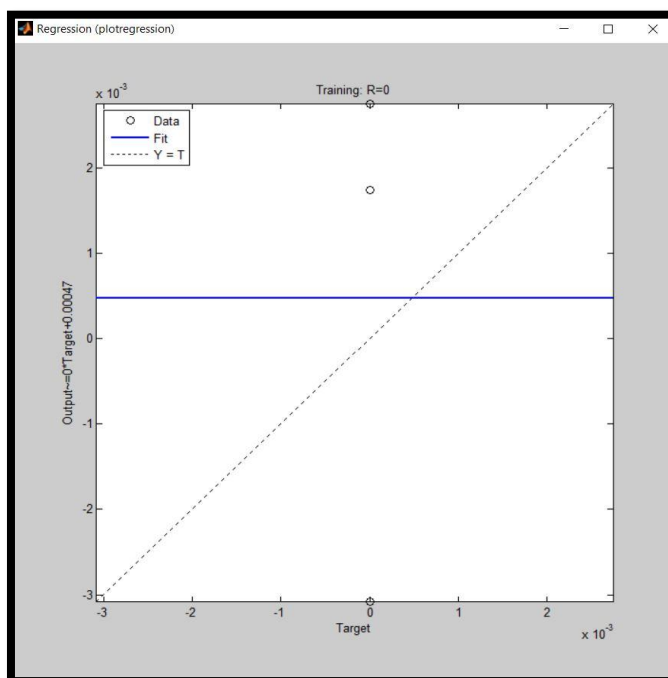 Regression (plotregression)
x 10⁻³
Training: R=0
Data
Fit
Y = T
2
1
0
-1
-2
-3
Output~=0*Target+0.00047
-3
-2
-1
0
1
2
Target
x 10⁻³